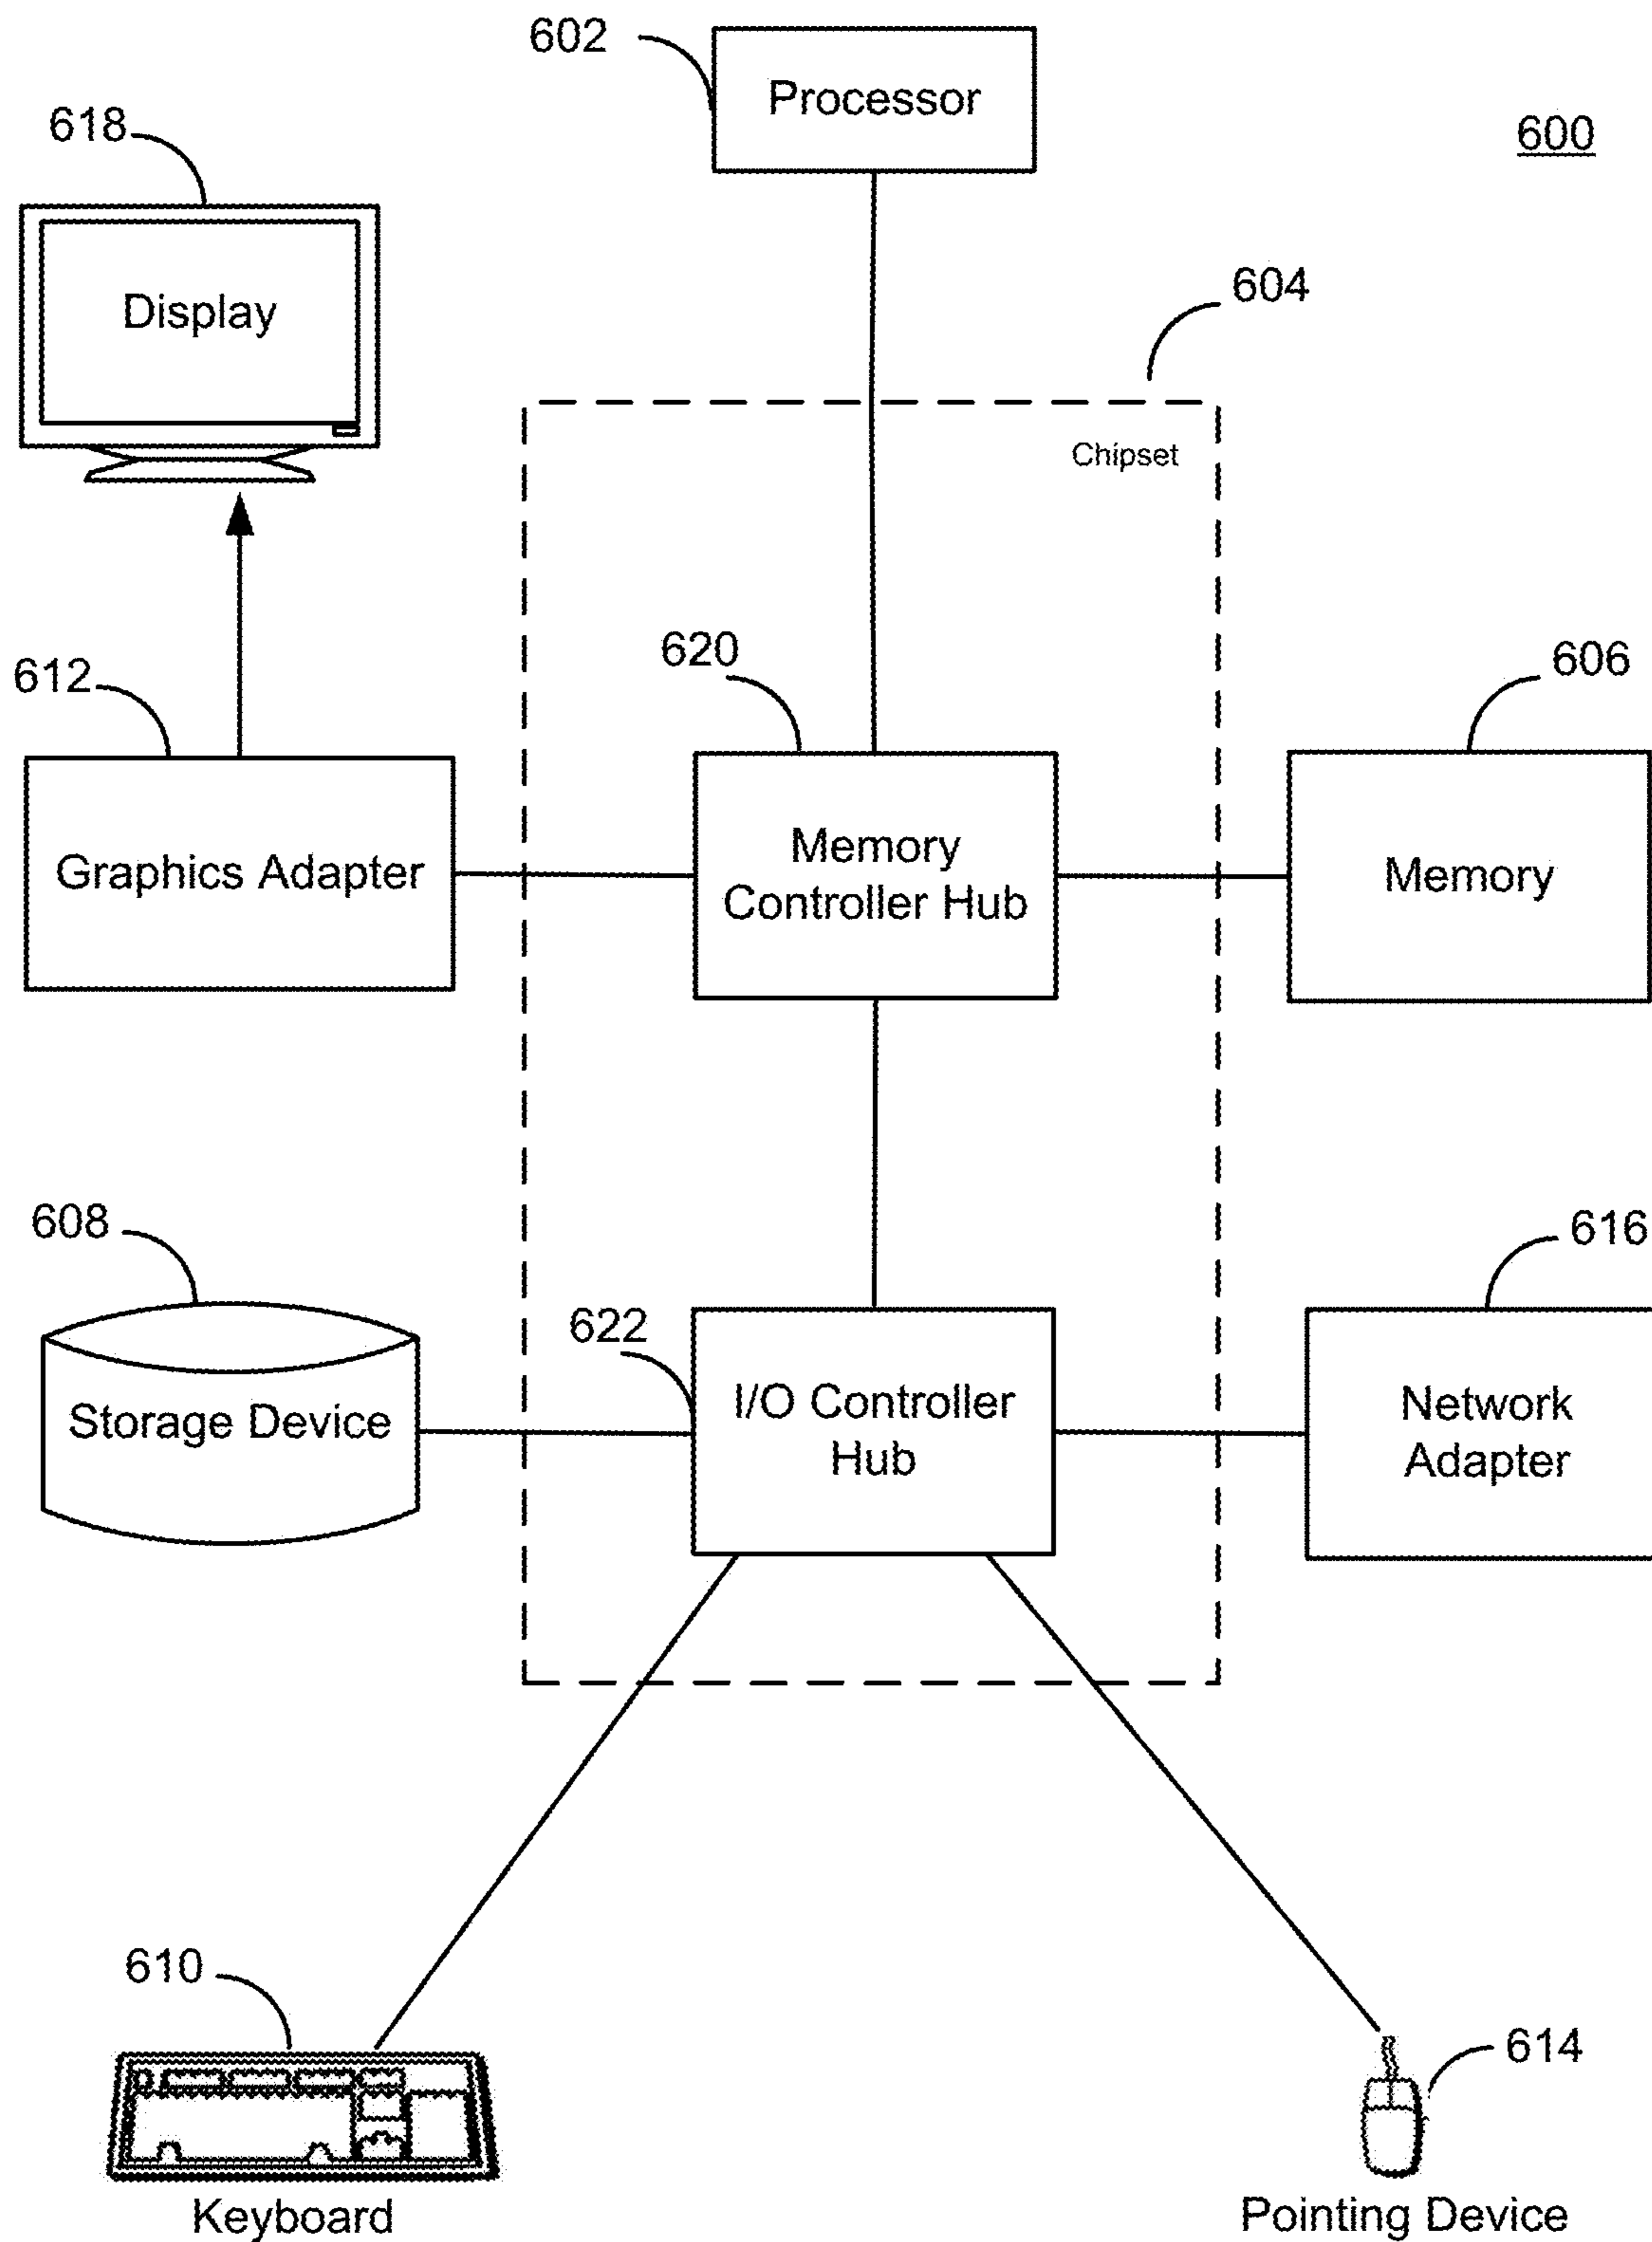 602
Processor
600
618
Display
604
Chipset
620
606
612
Graphics Adapter
Memory
Controller Hub
Memory
608
616
622
Storage Device
I/O Controller
Hub
Network
Adapter
610
614
Keyboard
Pointing Device